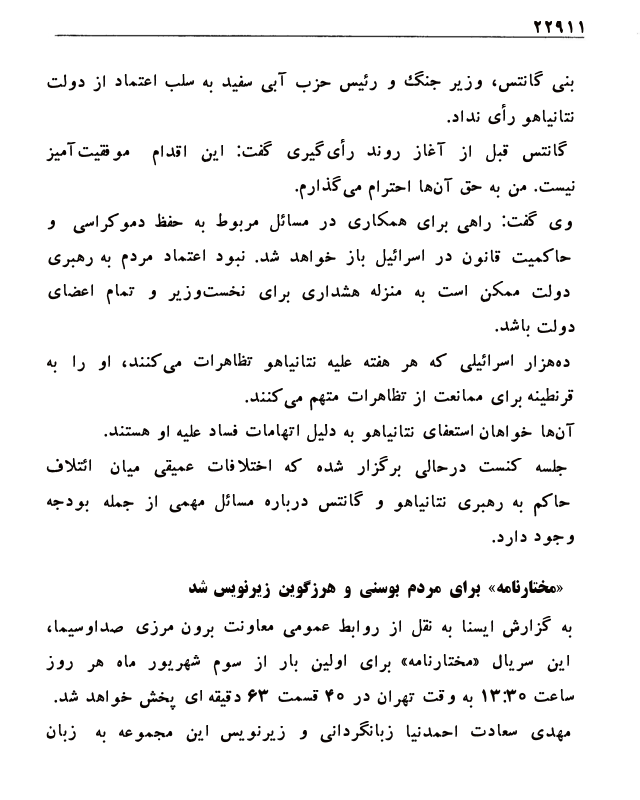 ۲۲۹۱۱
بنی گانتس، وزیر جنگ و رئیس حزب آبی سفید به سلب اعتماد از دولت
نتانیاهو رأی نداد.
گانتس قبل از آغاز روند رأی‌گیری گفت: این اقدام موفقیت‌آمیز
نیست. من به حق آن‌ها احترام می‌گذارم.
وی گفت: راهی برای همکاری در مسائل مربوط به حفظ دموکراسی و
حاکمیت قانون در اسرائیل باز خواهد شد. نبود اعتماد مردم به رهبری
دولت ممکن است به منزله هشداری برای نخست‌وزیر و تمام اعضای
دولت باشد.
ده‌هزار اسرائیلی که هر هفته علیه نتانیاهو تظاهرات می‌کنند، او را به
قرنطینه برای ممانعت از تظاهرات متهم می‌کنند.
آن‌ها خواهان استعفای نتانیاهو به دلیل اتهامات فساد علیه او هستند.
جلسه کنست درحالی برگزار شده که اختلافات عمیقی میان ائتلاف
حاکم به رهبری نتانیاهو و گانتس درباره مسائل مهمی از جمله بودجه
وجود دارد.
«مختارنامه» برای مردم بوسنی و هرزگوین زیرنویس شد
به گزارش ایسنا به نقل از روابط عمومی معاونت برون مرزی صداوسیما،
این سریال «مختارنامه» برای اولین بار از سوم شهریور ماه هر روز
ساعت ۱۳:۳۰ به وقت تهران در ۴۰ قسمت ۶۳ دقیقه ای پخش خواهد شد.
مهدی سعادت احمدنیا زبانگردانی و زیرنویس این مجموعه به زبان